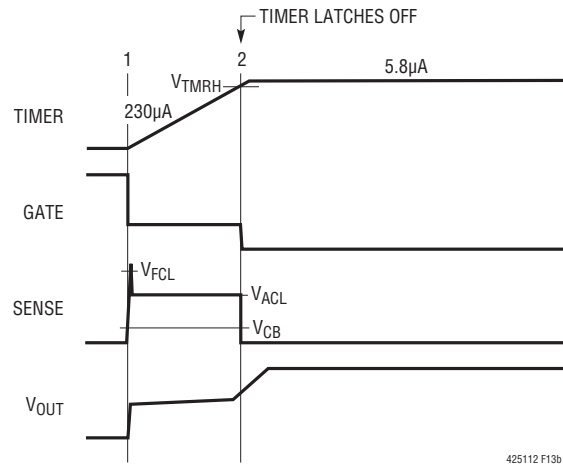 TIMER LATCHES OFF
1
2
5.8µA
VTMRH
230µA
TIMER
GATE
VFCL
VACL
SENSE
VCB
VOUT
425112 F13b